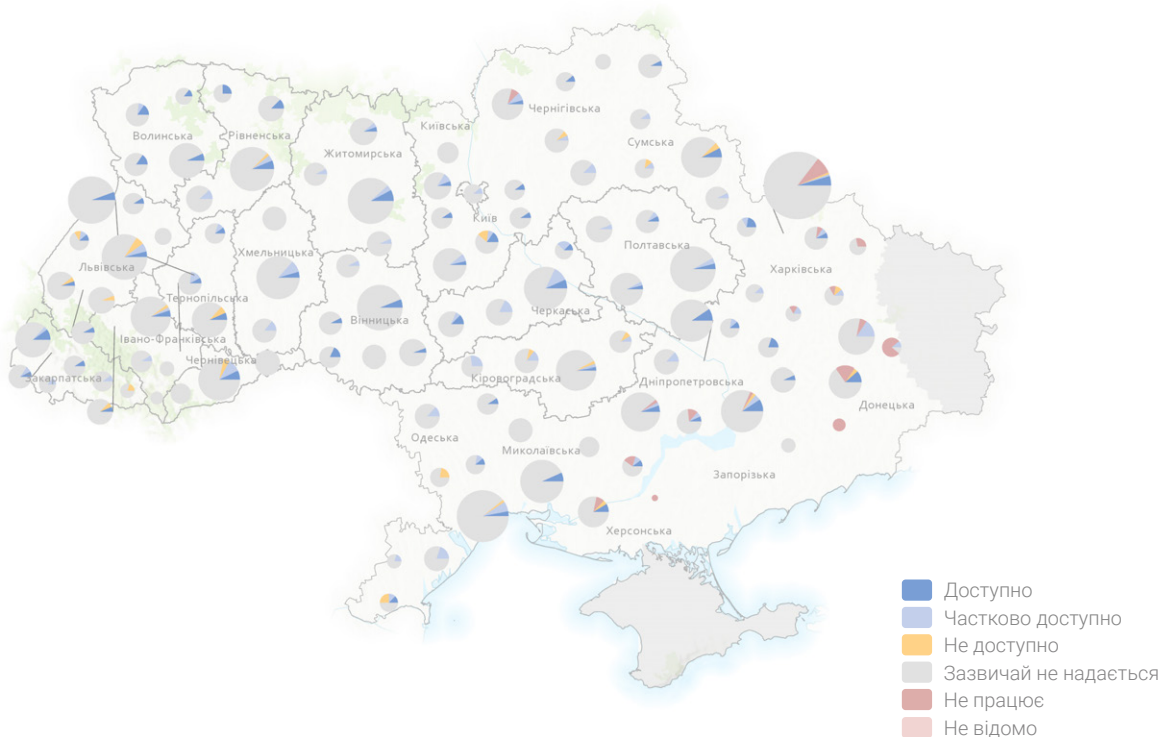 Чернігівська
Київська
Волинська
Рівненська
Сумська
Житомирська
Київ
Полтавська
Хмельницька
Львівська
Харківська
Тернопільська
Черкаська
Вінницька
Івано-Франківська
Чернівецька
Закарпатська
Кіровоградська
Дніпропетровська
Донецька
Одеська
Миколаївська
Запорізька
Херсонська
Доступно
Частково доступно
Не доступно
Зазвичай не надається
Не працює
Не відомо